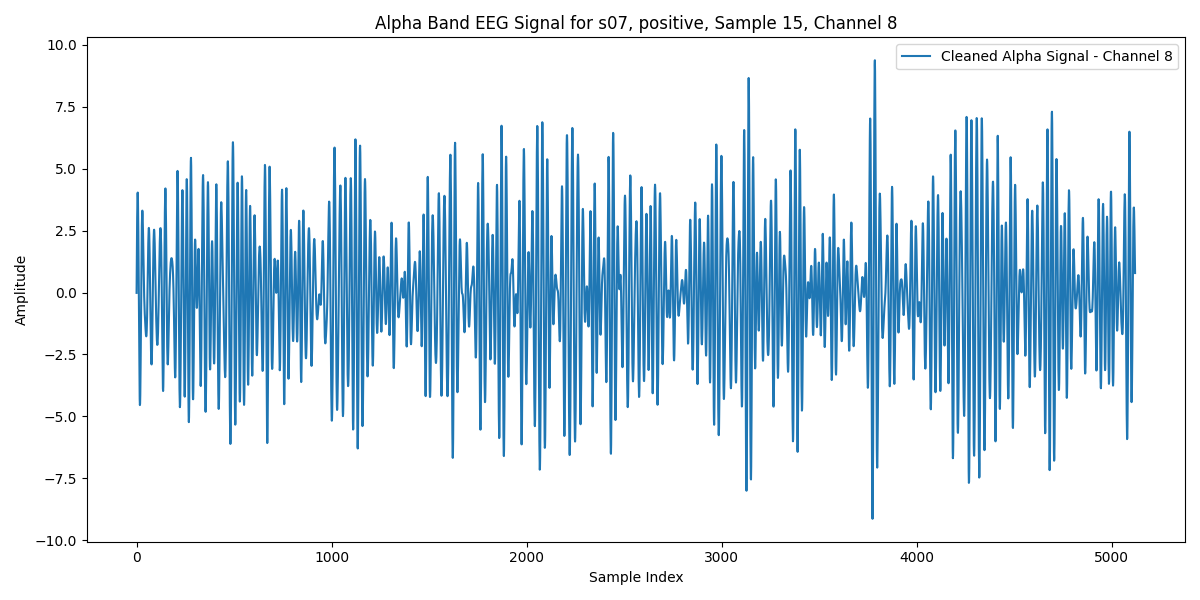 Alpha Band EEG Signal for s07, positive, Sample 15, Channel 8
Cleaned Alpha Signal - Channel 8
Amplitude
10.0
7.5
5.0
2.5
0.0
−2.5
−5.0
−7.5
−10.0
0 1000 2000 3000 4000 5000
Sample Index